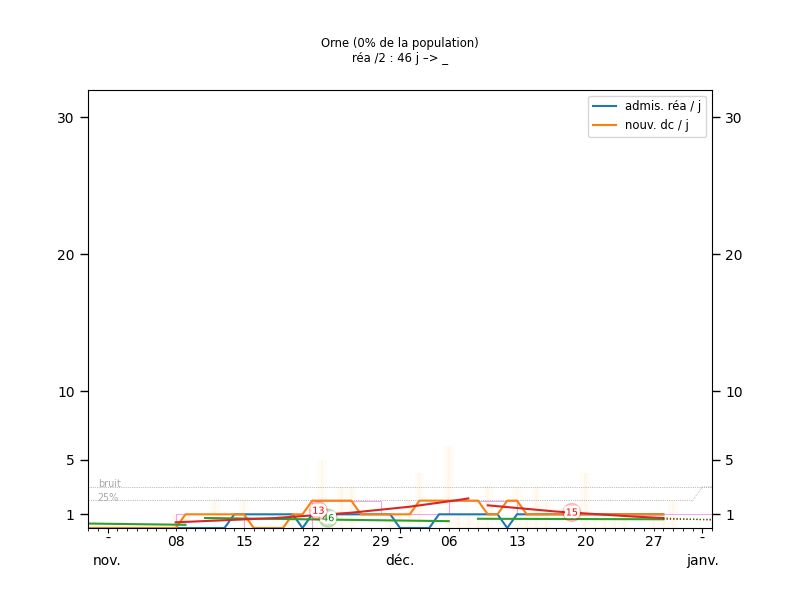 Orne (0% de la population)
réa /2 : 46 j –> _
admis. réa / j
nouv. dc / j
30 30
20 20
10 10
5 5
bruit
25%
1 13 46 15 1
- 08 15 22 29 - 06 13 20 27 -
nov. déc. janv.